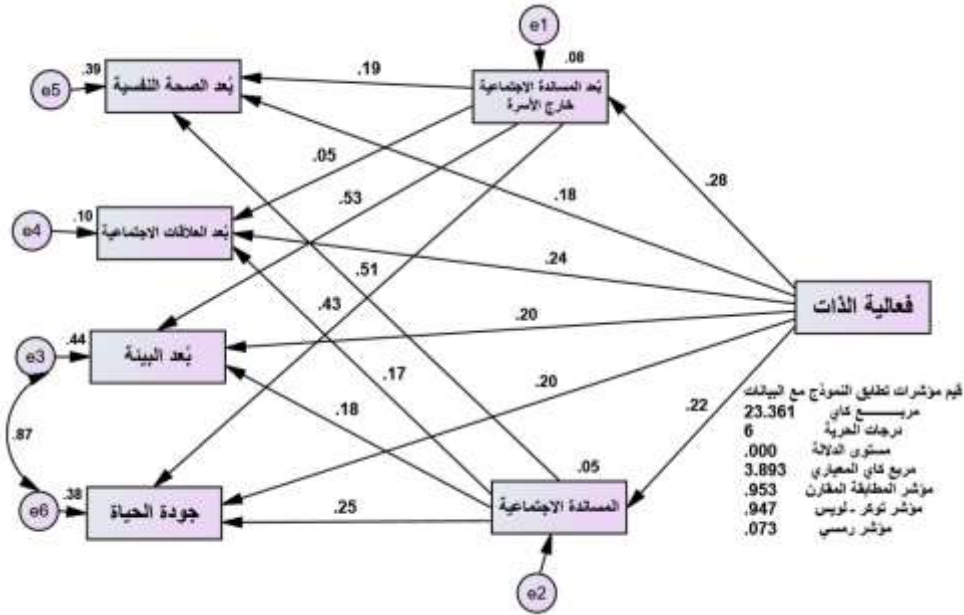 e1
.08
بُعد المساندة الاجتماعية
خارج الأسرة
e5
.39
بُعد الصحة النفسية
.19
.28
.18
.05
.53
e4
.10
بُعد العلاقات الاجتماعية
.24
.51
.43
فعالية الذات
e3
.44
بُعد البيئة
.20
.17
.20
.18
.22
.87
e6
.38
جودة الحياة
.25
.05
المساندة الاجتماعية
e2
قيم مؤشرات تطابق النموذج مع البيانات
مربـــــــع كاي 23.361
درجات الحرية 6
مستوى الدلالة .000
مربع كاي المعياري 3.893
مؤشر المطابقة المقارن .953
مؤشر توكر - لويس .947
مؤشر رمسي .073